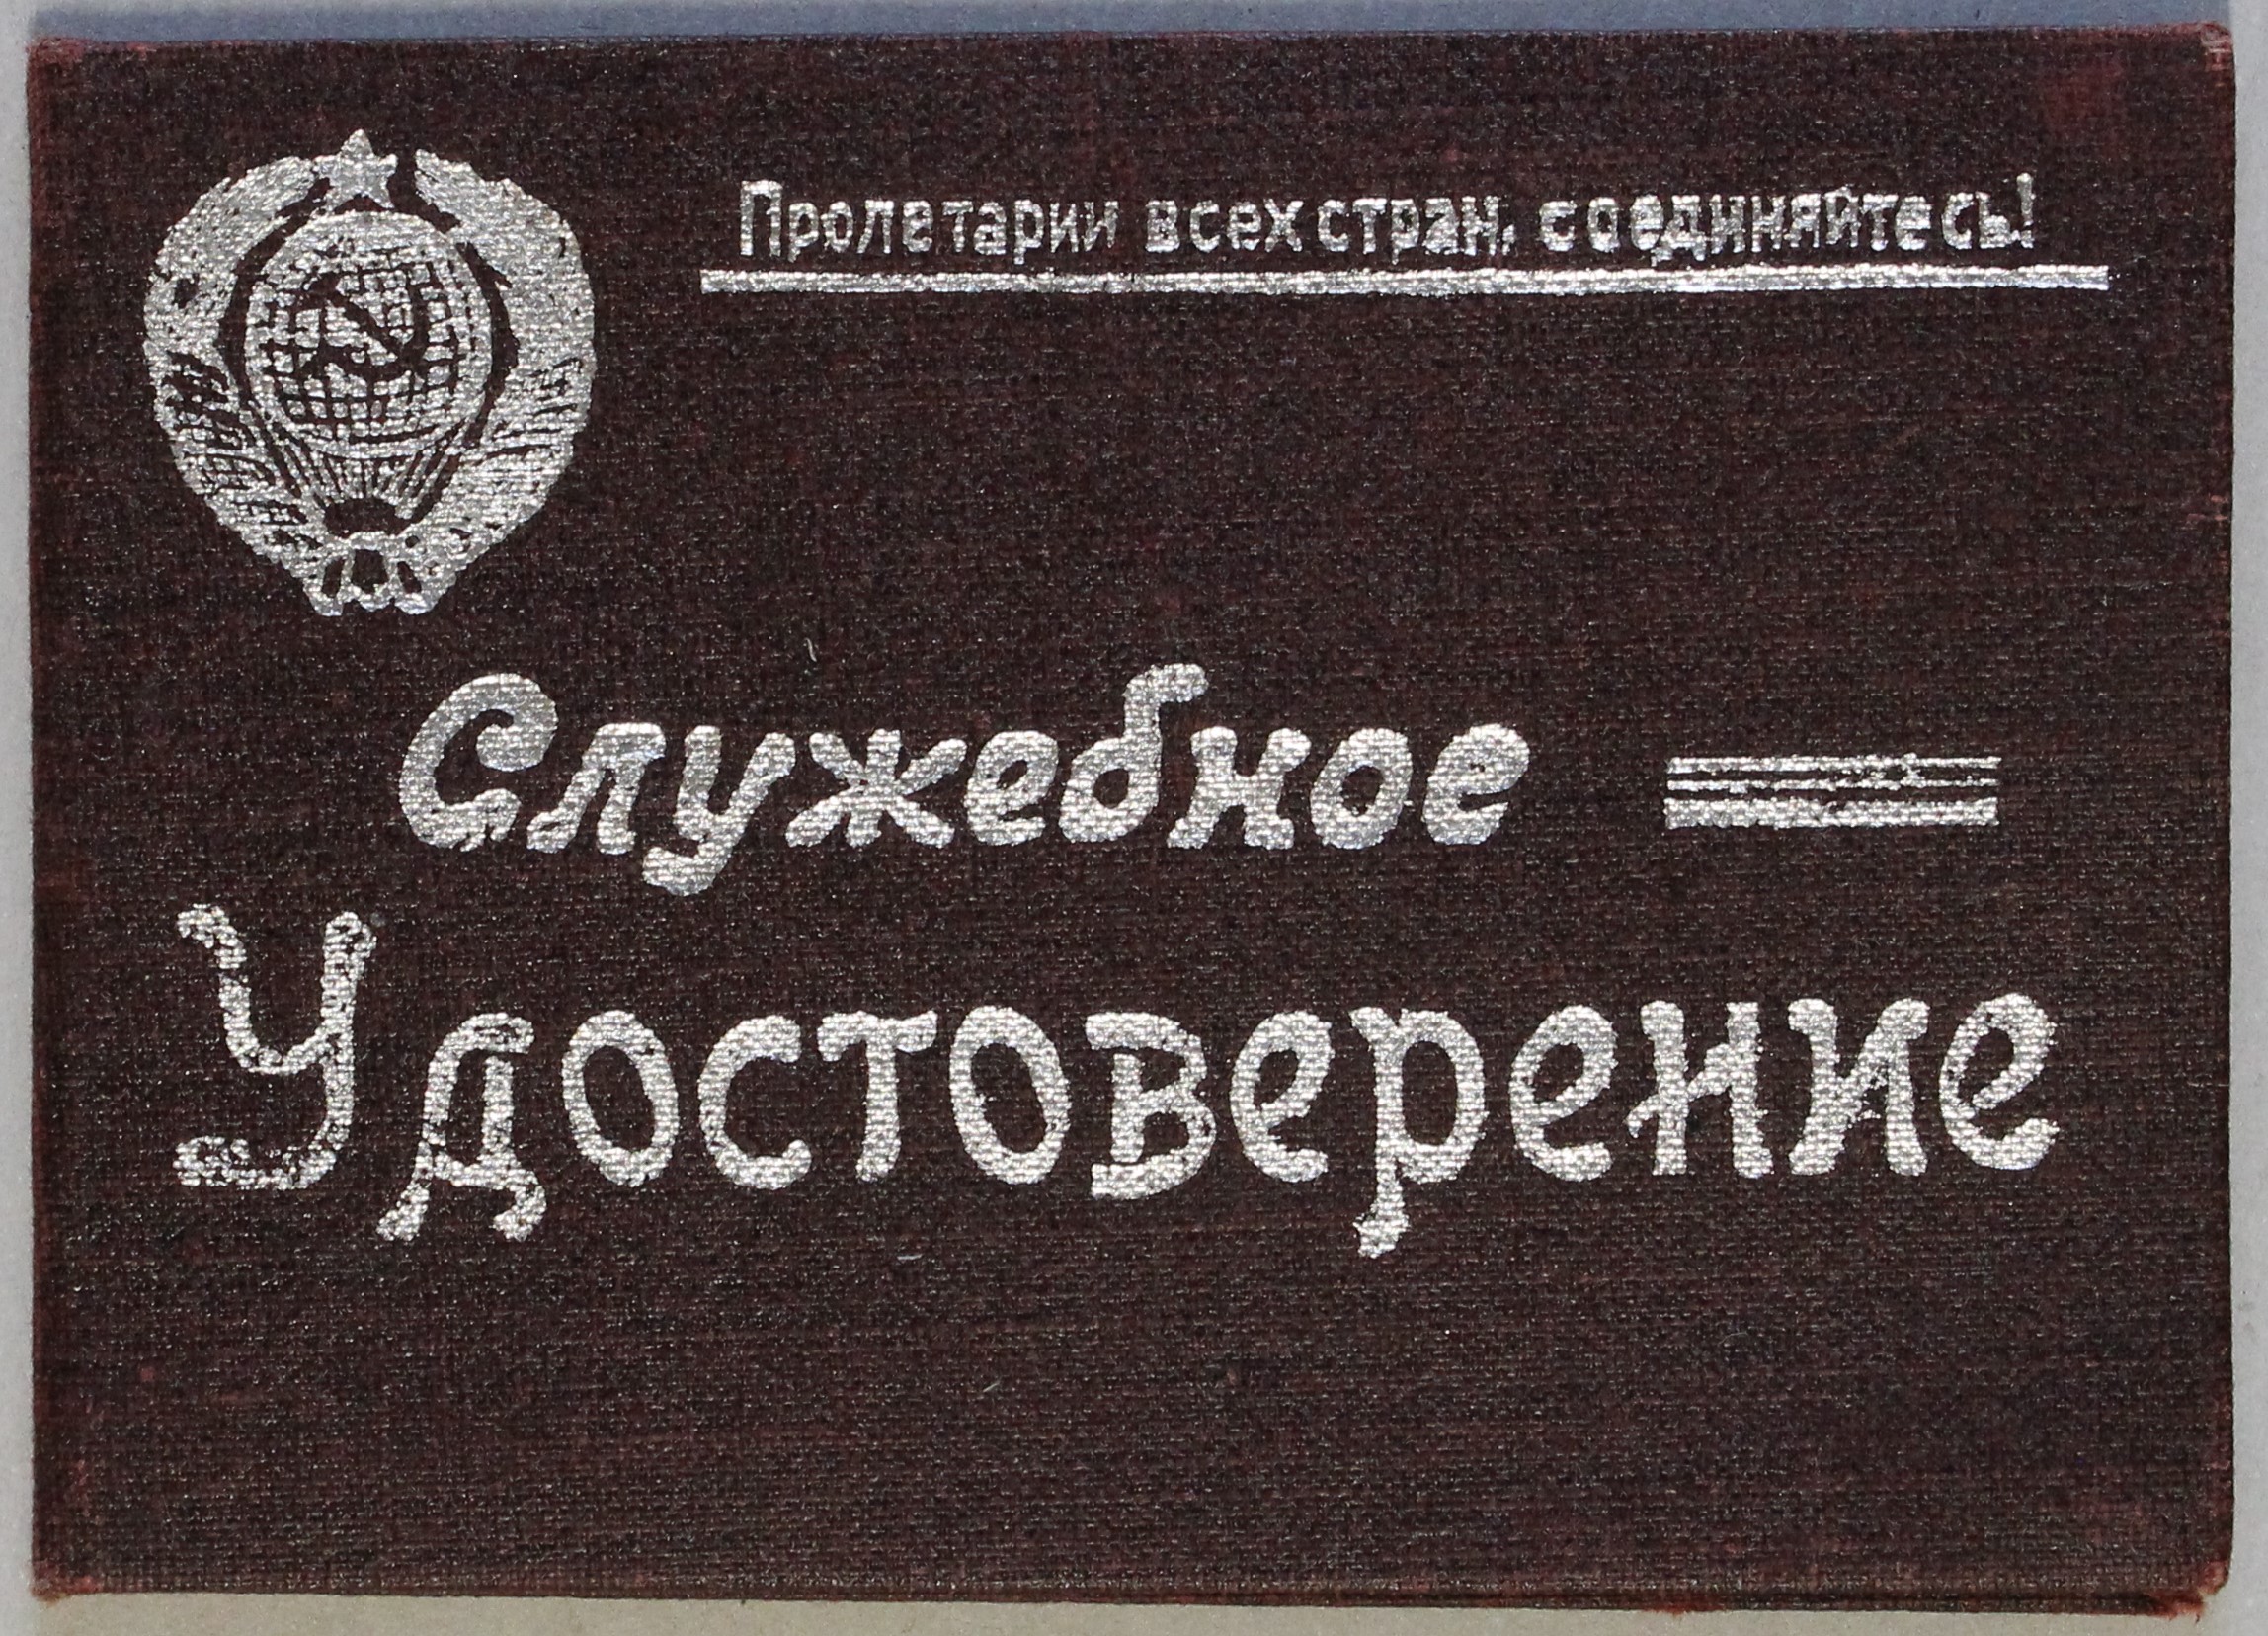 Пролетарии всех стран, соединяйтесь!
Служебное
Удостоверение